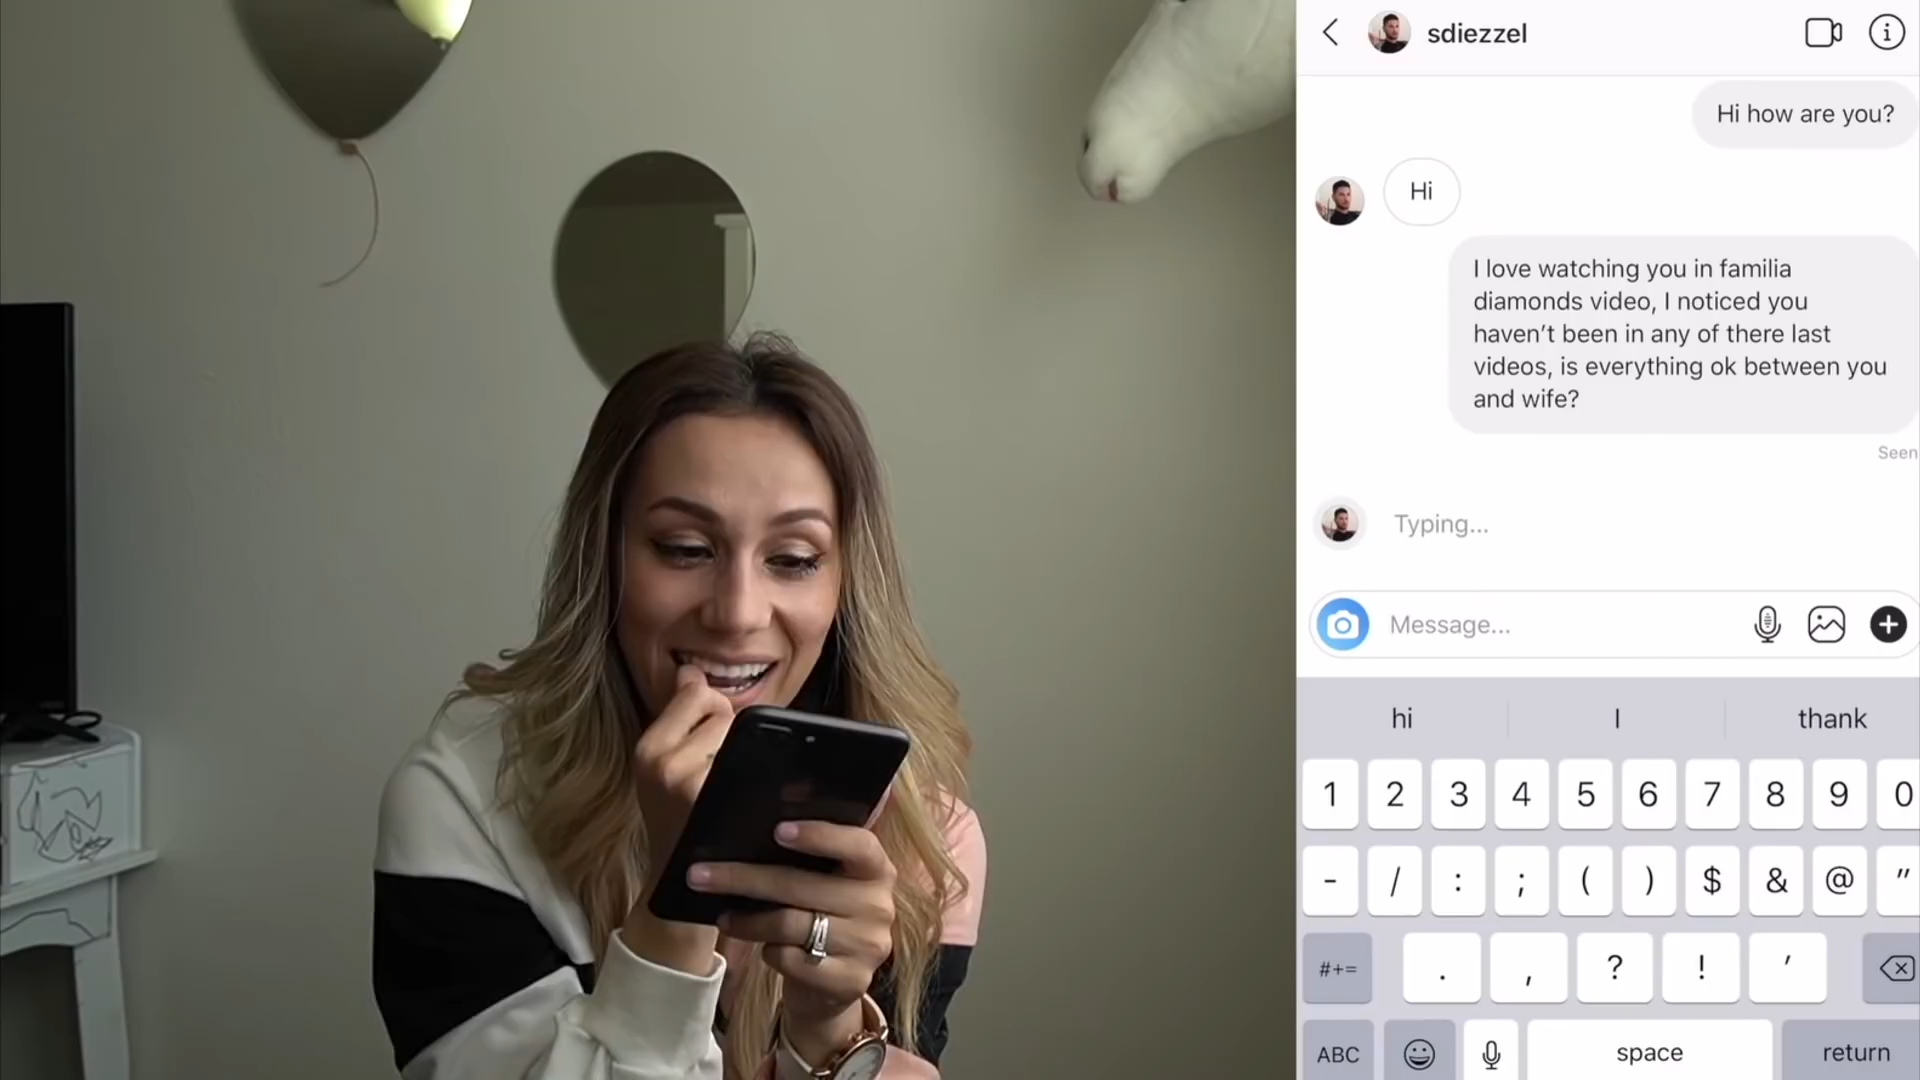 sdiezzel
Hi how are you?
Hi
I love watching you in familia
diamonds video, I noticed you
haven't been in any of there last
videos, is everything ok between you
and wife?
Seen
Typing...
Message...
hi I thank
1 2 3 4 5 6 7 8 9 0
- / : ; ( ) $ & @ "
#+= . , ? ! '
ABC space return